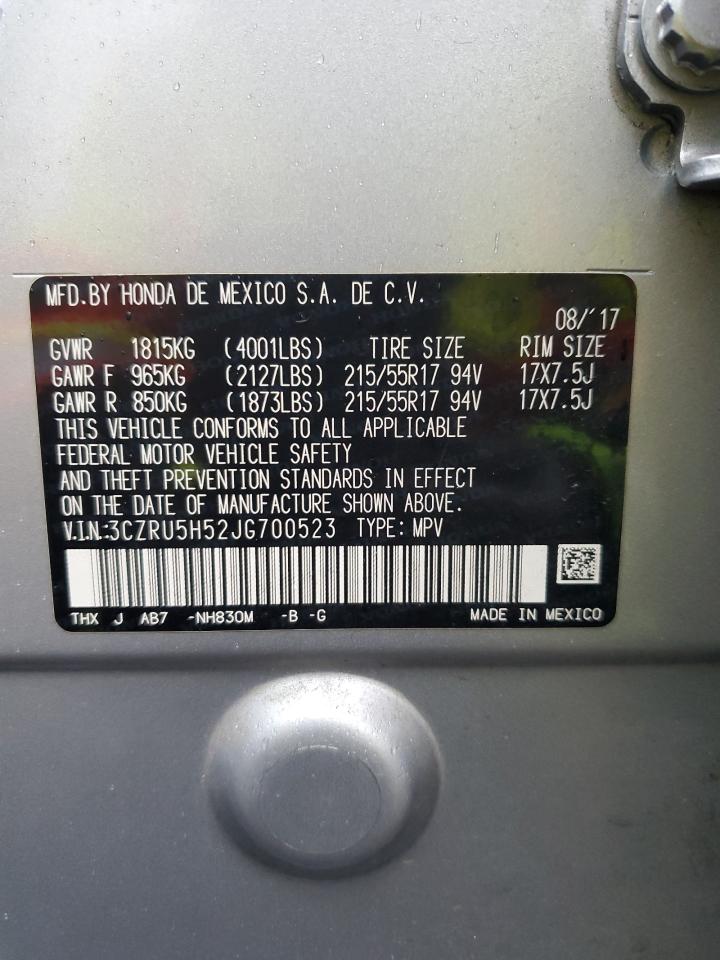 MFD.BY HONDA DE MEXICO S.A. DE C.V.
08/'17
GVWR 1815KG (4001LBS) TIRE SIZE RIM SIZE
GAWR F 965KG (2127LBS) 215/55R17 94V 17X7.5J
GAWR R 850KG (1873LBS) 215/55R17 94V 17X7.5J
THIS VEHICLE CONFORMS TO ALL APPLICABLE
FEDERAL MOTOR VEHICLE SAFETY
AND THEFT PREVENTION STANDARDS IN EFFECT
ON THE DATE OF MANUFACTURE SHOWN ABOVE.
V.I.N.:3CZRU5H52JG700523 TYPE: MPV
THX J AB7 -NH830M -B -G MADE IN MEXICO